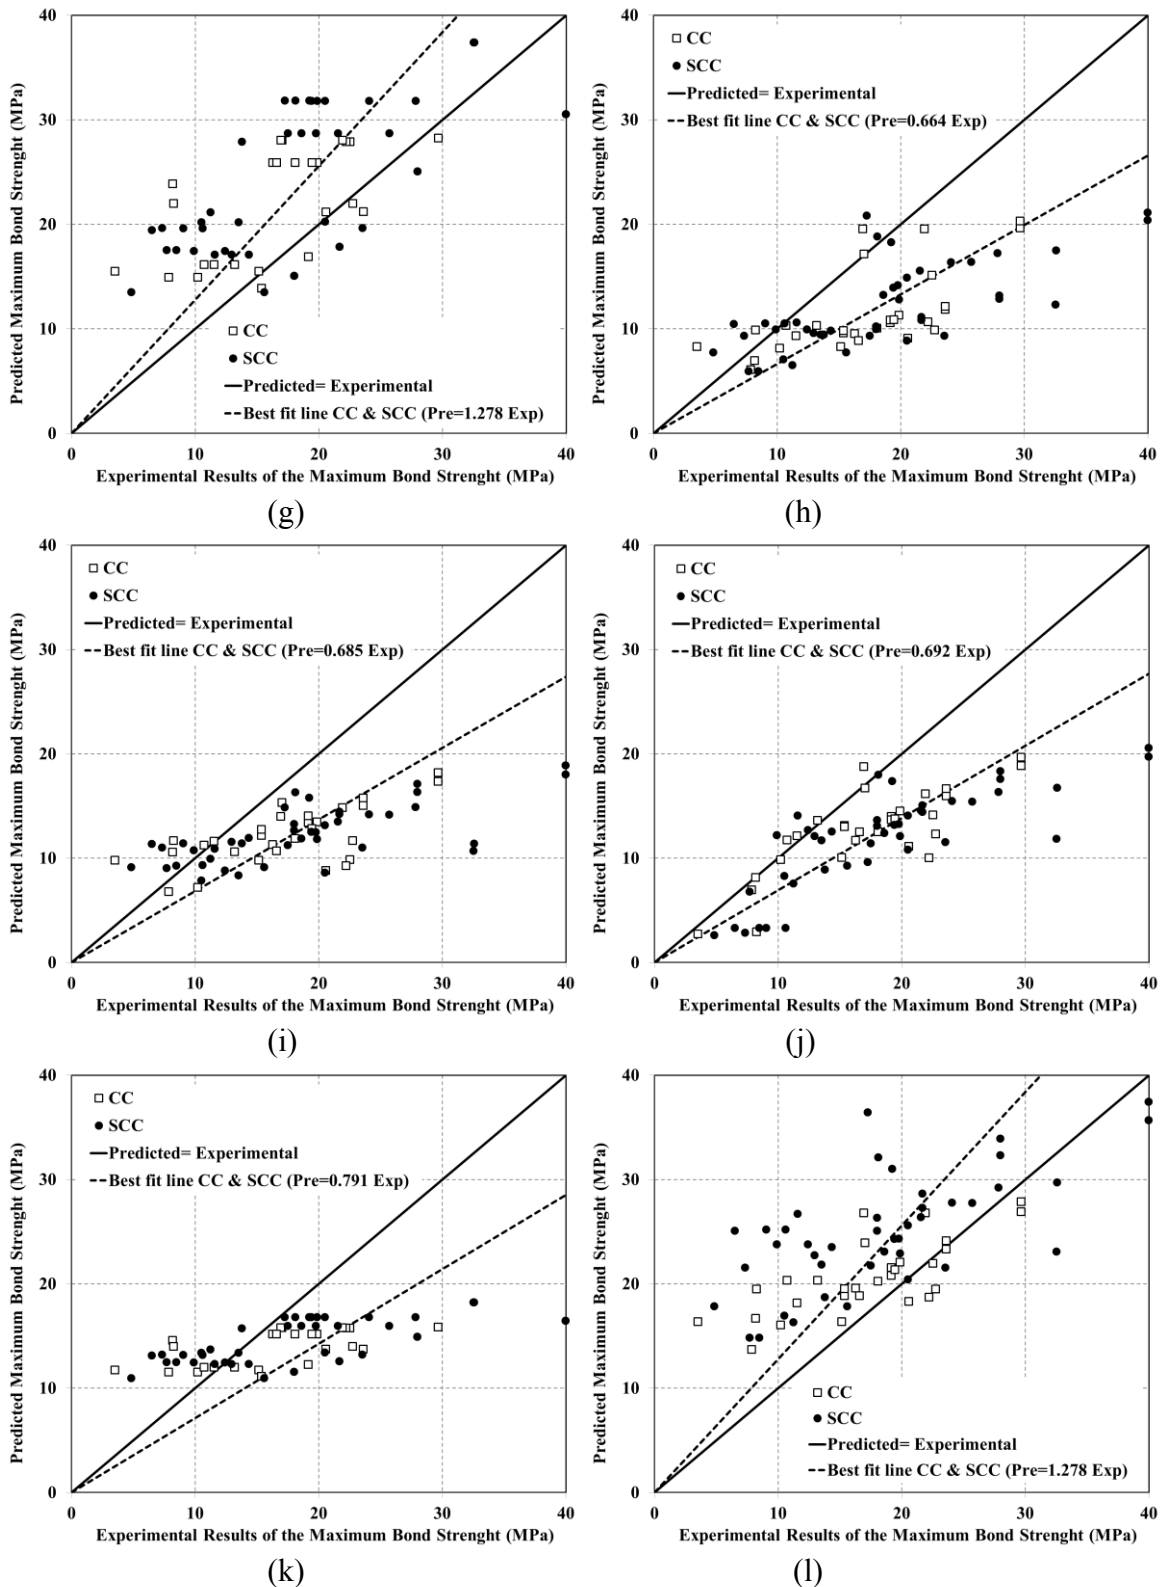 40
30
20
10
0
Predicted Maximum Bond Strenght (MPa)
CC
SCC
Predicted= Experimental
Best fit line CC & SCC (Pre=1.278 Exp)
0 10 20 30 40
Experimental Results of the Maximum Bond Strenght (MPa)
(g)
40
30
20
10
0
Predicted Maximum Bond Strenght (MPa)
CC
SCC
Predicted= Experimental
Best fit line CC & SCC (Pre=0.664 Exp)
0 10 20 30 40
Experimental Results of the Maximum Bond Strenght (MPa)
(h)
40
30
20
10
0
Predicted Maximum Bond Strenght (MPa)
CC
SCC
Predicted= Experimental
Best fit line CC & SCC (Pre=0.685 Exp)
0 10 20 30 40
Experimental Results of the Maximum Bond Strenght (MPa)
(i)
40
30
20
10
0
Predicted Maximum Bond Strenght (MPa)
CC
SCC
Predicted= Experimental
Best fit line CC & SCC (Pre=0.692 Exp)
0 10 20 30 40
Experimental Results of the Maximum Bond Strenght (MPa)
(j)
40
30
20
10
0
Predicted Maximum Bond Strenght (MPa)
CC
SCC
Predicted= Experimental
Best fit line CC & SCC (Pre=0.791 Exp)
0 10 20 30 40
Experimental Results of the Maximum Bond Strenght (MPa)
(k)
40
30
20
10
0
Predicted Maximum Bond Strenght (MPa)
CC
SCC
Predicted= Experimental
Best fit line CC & SCC (Pre=1.278 Exp)
0 10 20 30 40
Experimental Results of the Maximum Bond Strenght (MPa)
(l)